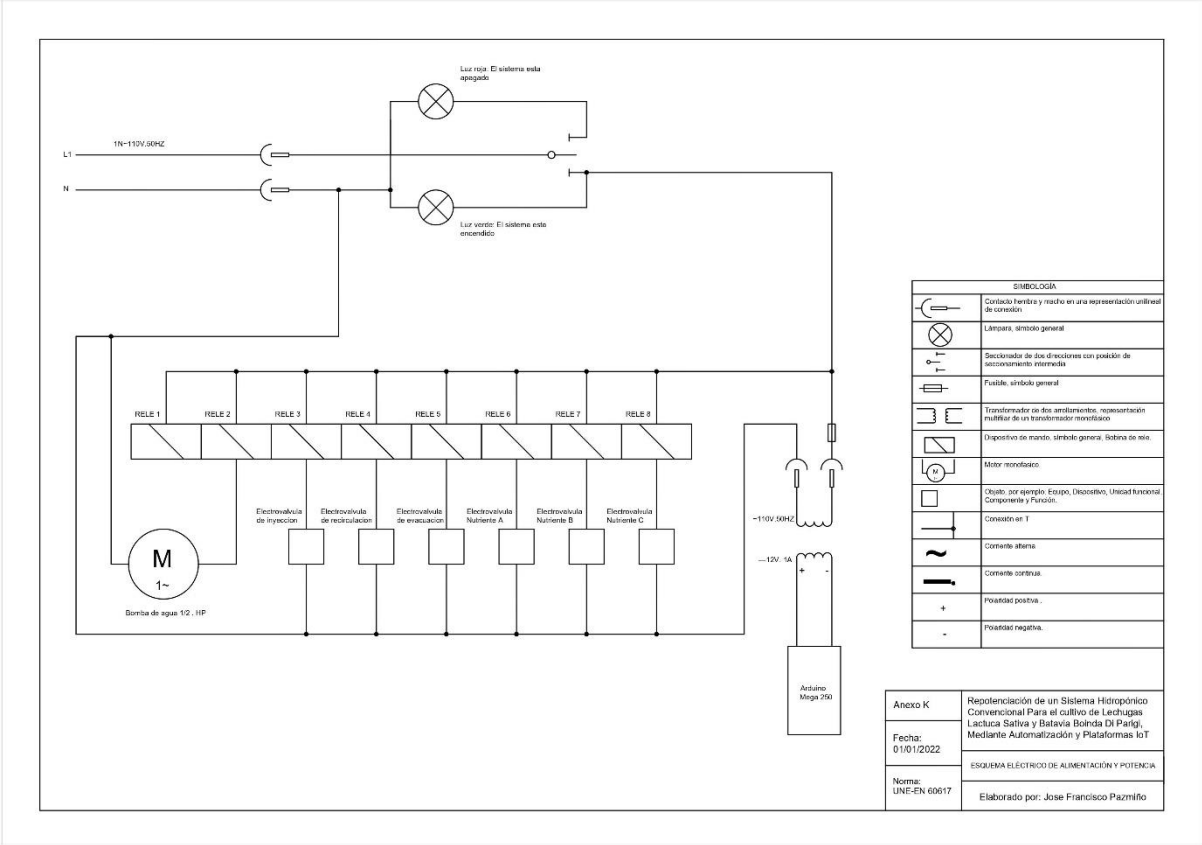 Luz roja: El sistema esta
apagado
1N~110V.50HZ
L1
N
Luz verde: El sistema este
encendido
SIMBOLOGÍA
Contacto hembra y macho en una representación unilineal
de conexión
Lámpara, símbolo general
Seccionador de dos direcciones con posición de
seccionamiento intermedia
Fusible, símbolo general
Transformador de dos arrollamientos, representación
multifilar de un transformador monofásico
Dispositivo de mando, símbolo general, Bobina de rele.
M
1~
Motor monofasico
Objeto, por ejemplo: Equipo, Dispositivo, Unidad funcional.
Componente y Función.
Conexión en T
~
Corriente alterna
Corriente continua.
+
Polaridad positiva .
-
Polaridad negativa.
RELE 1
RELE 2
RELE 3
RELE 4
RELE 5
RELE 6
RELE 7
RELE 8
Electrovalvula
de inyeccion
Electrovalvula
de recirculacion
Electrovalvula
de evacuacion
Electrovalvula
Nutriente A
Electrovalvula
Nutriente B
Electrovalvula
Nutriente C
~110V.50HZ
12V. 1A
+ -
M
1~
Bomba de agua 1/2 . HP
Arduino
Mega 250
Anexo K
Fecha:
01/01/2022
Norma:
UNE-EN 60617
Repotenciación de un Sistema Hidropónico
Convencional Para el cultivo de Lechugas
Lactuca Sativa y Batavia Boinda Di Parigi,
Mediante Automatización y Plataformas IoT
ESQUEMA ELÉCTRICO DE ALIMENTACIÓN Y POTENCIA
Elaborado por: Jose Francisco Pazmiño